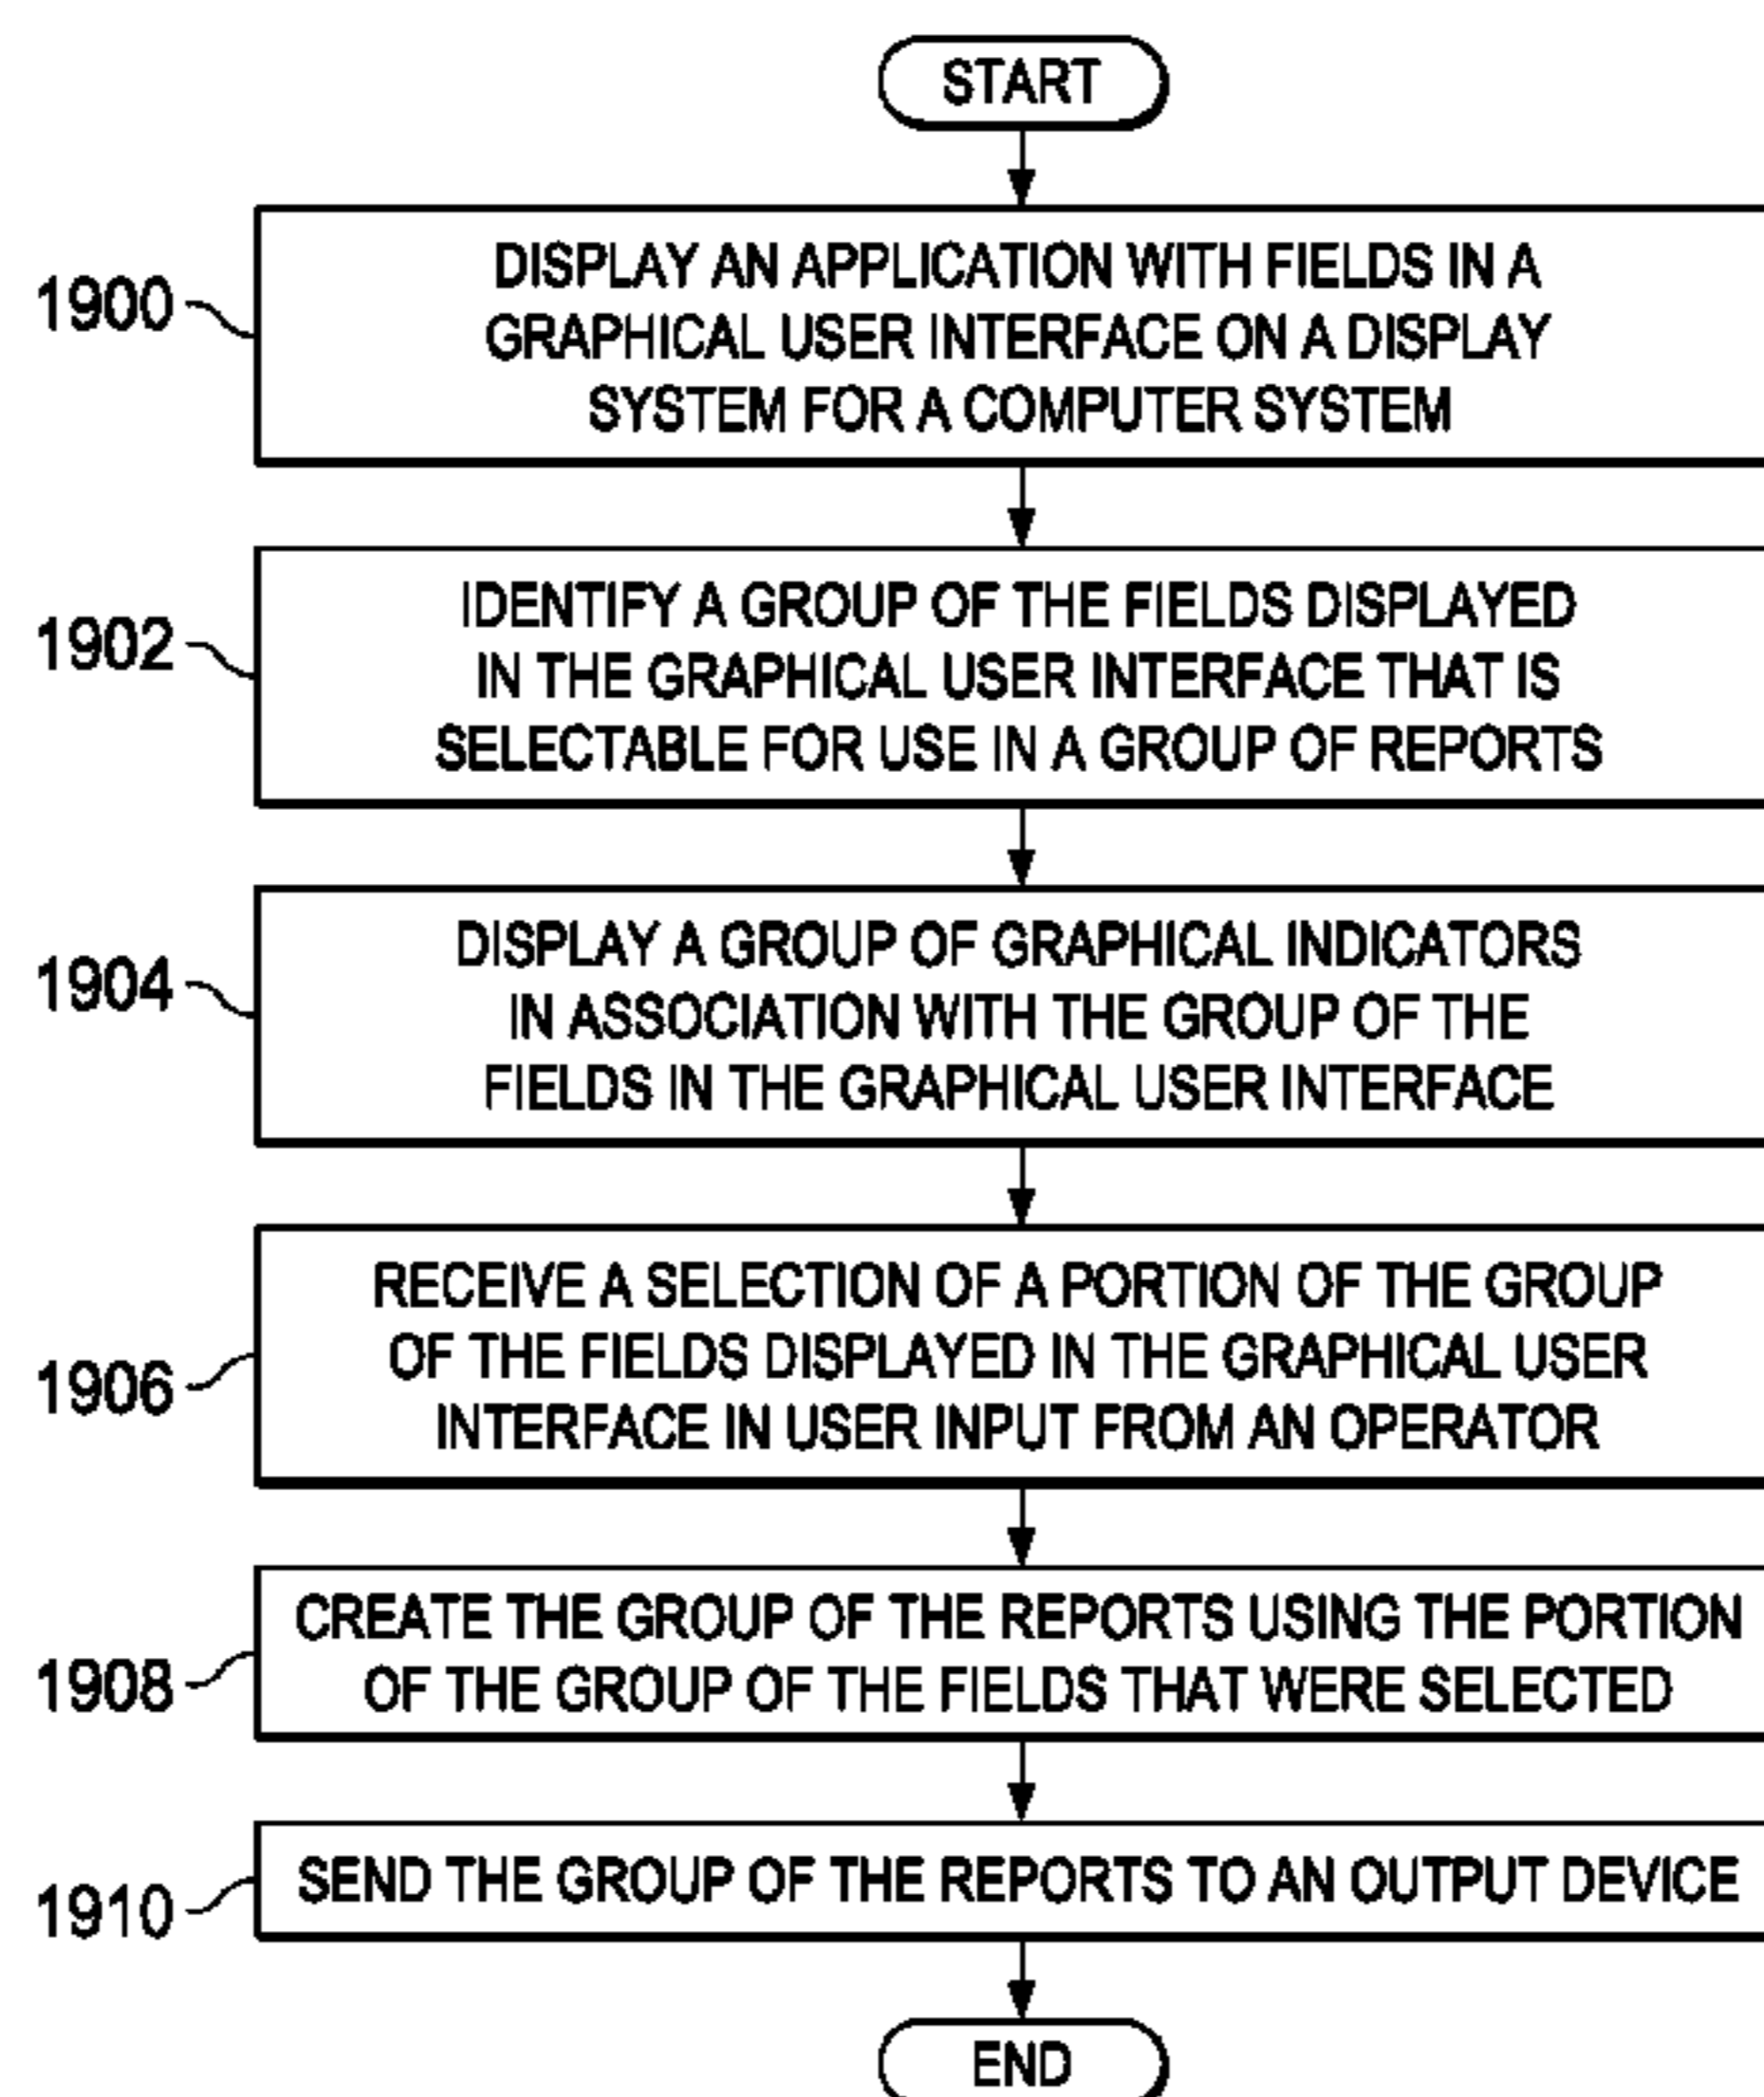 START
1900
DISPLAY AN APPLICATION WITH FIELDS IN A
GRAPHICAL USER INTERFACE ON A DISPLAY
SYSTEM FOR A COMPUTER SYSTEM
1902
IDENTIFY A GROUP OF THE FIELDS DISPLAYED
IN THE GRAPHICAL USER INTERFACE THAT IS
SELECTABLE FOR USE IN A GROUP OF REPORTS
1904
DISPLAY A GROUP OF GRAPHICAL INDICATORS
IN ASSOCIATION WITH THE GROUP OF THE
FIELDS IN THE GRAPHICAL USER INTERFACE
1906
RECEIVE A SELECTION OF A PORTION OF THE GROUP
OF THE FIELDS DISPLAYED IN THE GRAPHICAL USER
INTERFACE IN USER INPUT FROM AN OPERATOR
1908
CREATE THE GROUP OF THE REPORTS USING THE PORTION
OF THE GROUP OF THE FIELDS THAT WERE SELECTED
1910
SEND THE GROUP OF THE REPORTS TO AN OUTPUT DEVICE
END